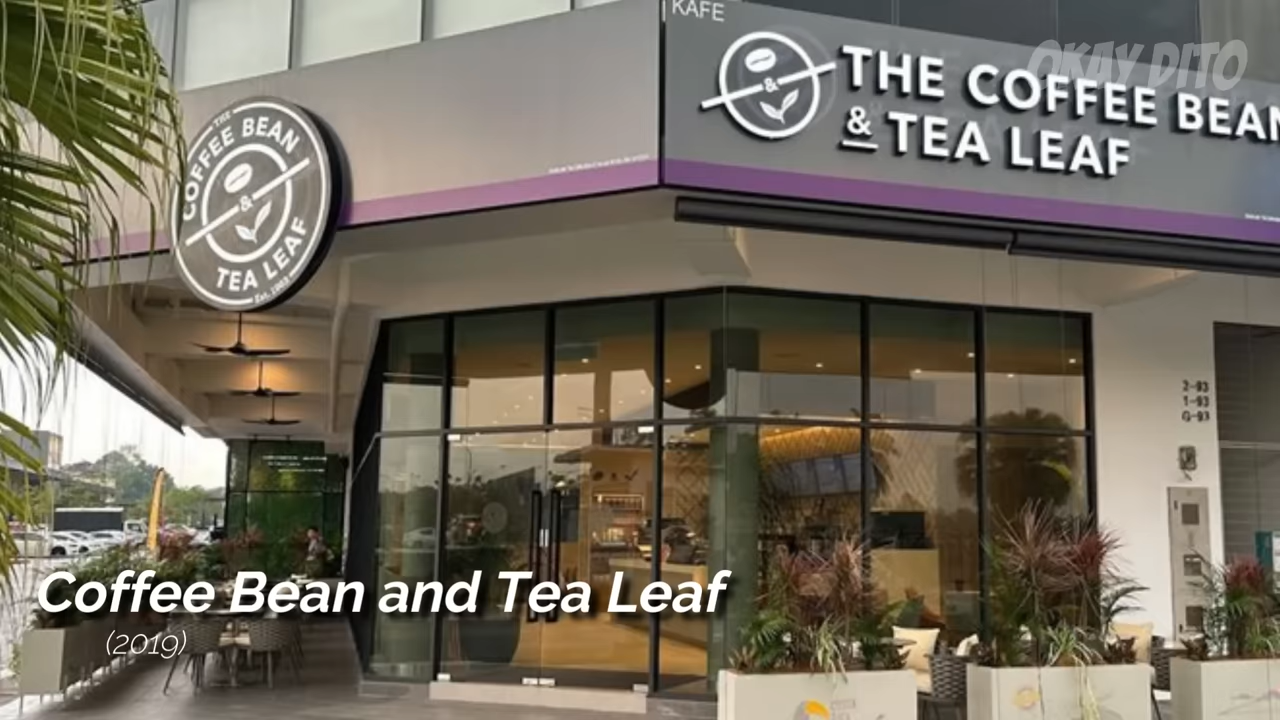 KAFE
OKAY DITO
THE COFFEE BEAN
& TEA LEAF
THE
COFFEE BEAN
&
TEA LEAF
Est. 1963
2-93
1-93
G-93
Coffee Bean and Tea Leaf
(2019)